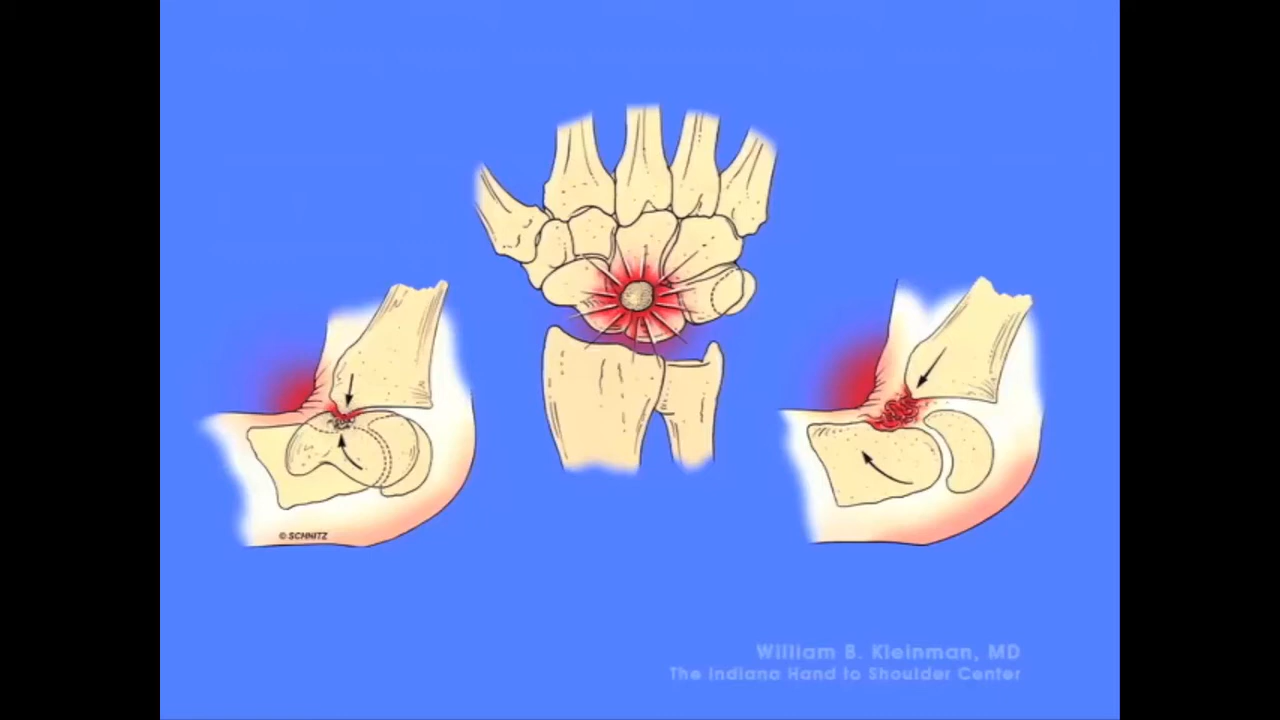 © SCHNITZ
William B. Kleinman, MD
The Indiana Hand to Shoulder Center